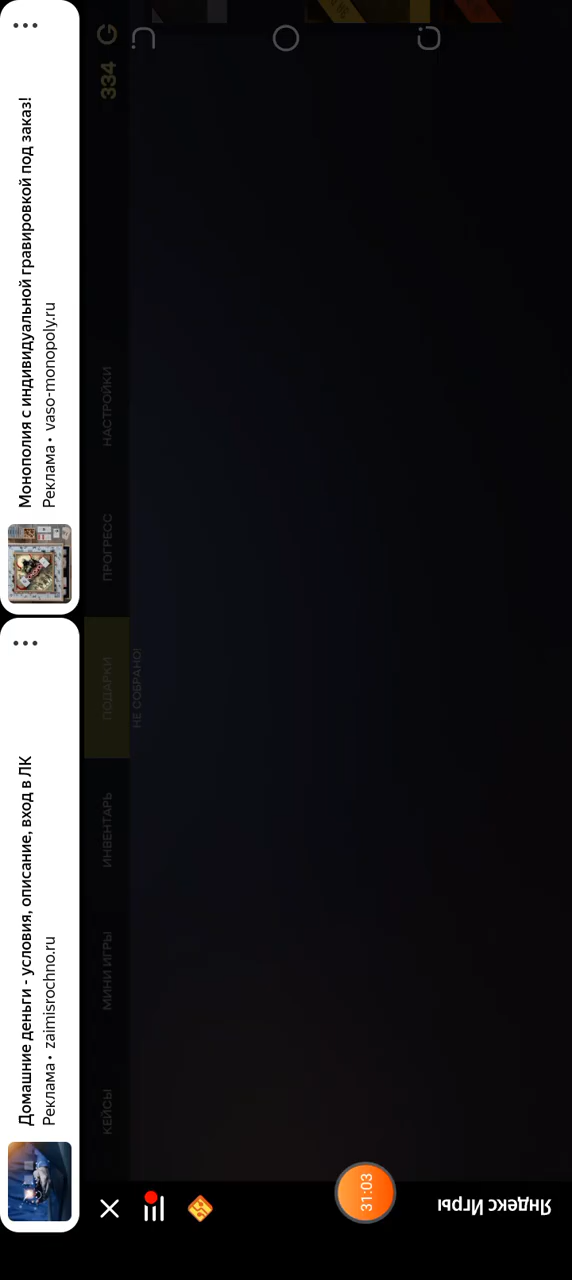 Домашние деньги - условия, описание, вход в ЛК
Реклама • zaimisrochno.ru
Монополия с индивидуальной гравировкой под заказ!
Реклама • vaso-monopoly.ru
КЕЙСЫ
МИНИ ИГРЫ
ИНВЕНТАРЬ
ПОДАРКИ
ПРОГРЕСС
НАСТРОЙКИ
334 G
НЕ СОБРАНО!
31:03
Яндекс Игры